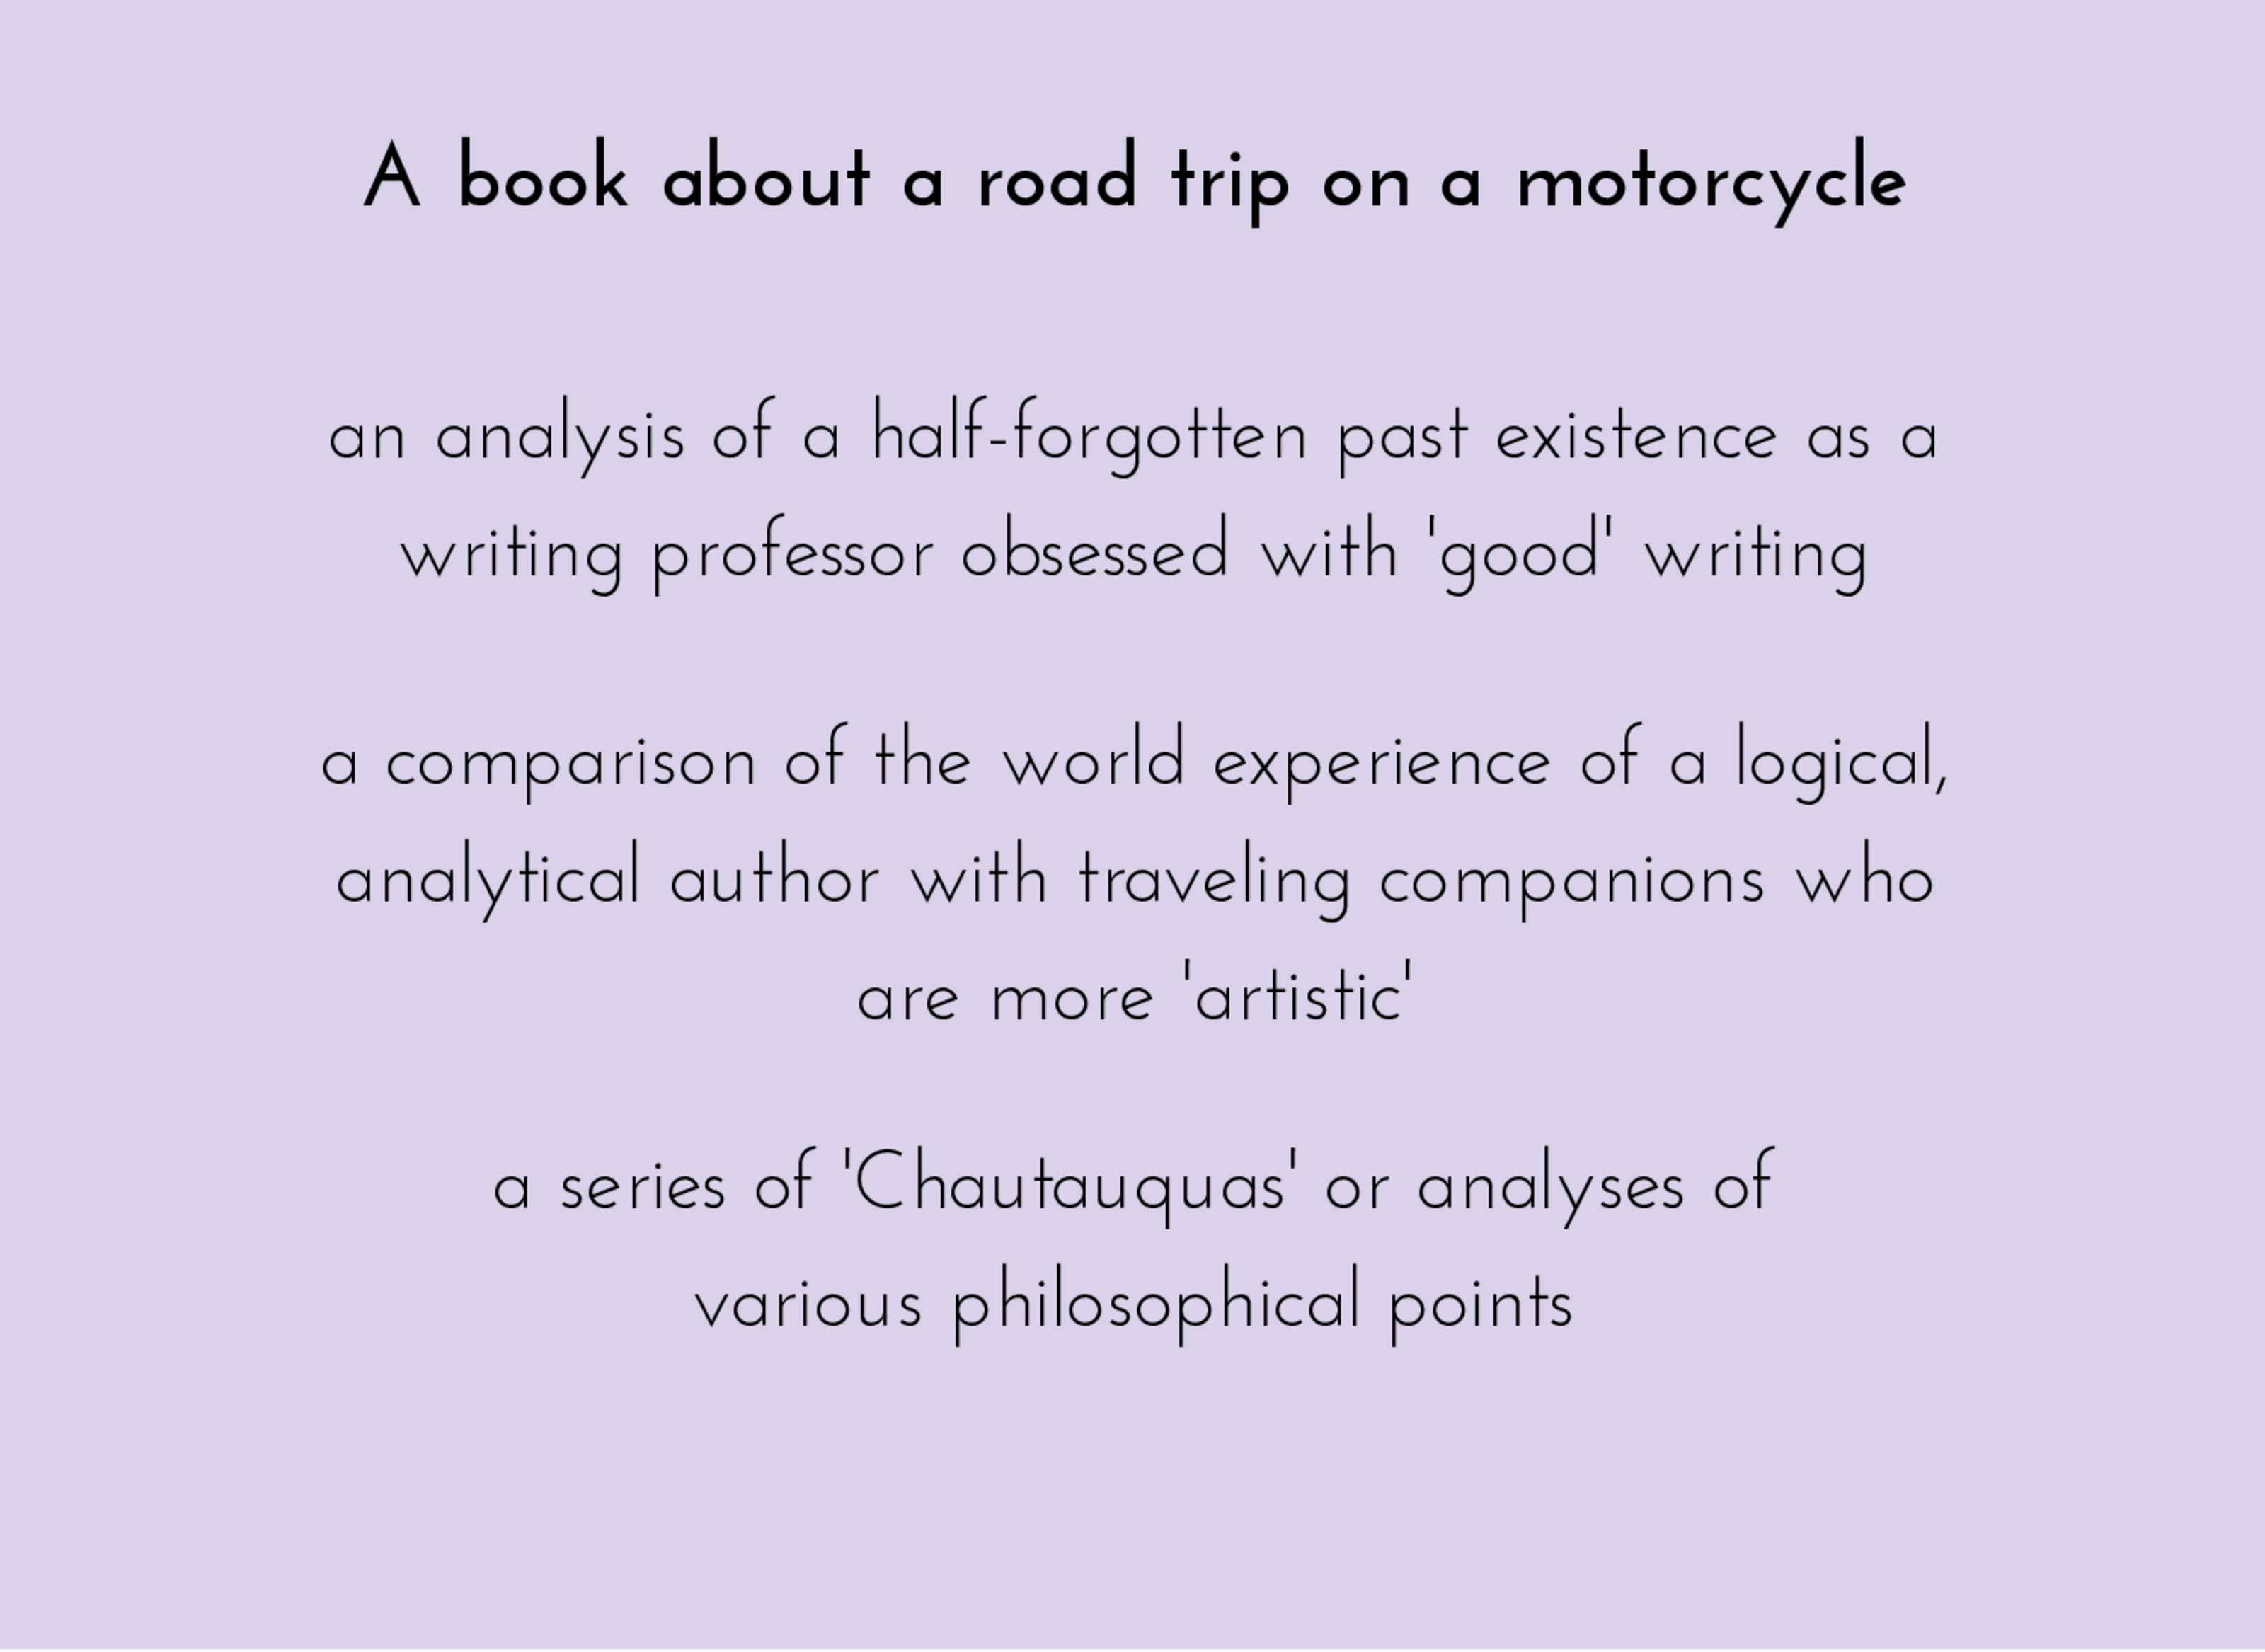 A book about a road trip on a motorcycle
an analysis of a half-forgotten past existence as a
writing professor obsessed with 'good' writing
a comparison of the world experience of a logical,
analytical author with traveling companions who
are more 'artistic'
a series of 'Chautauquas' or analyses of
various philosophical points